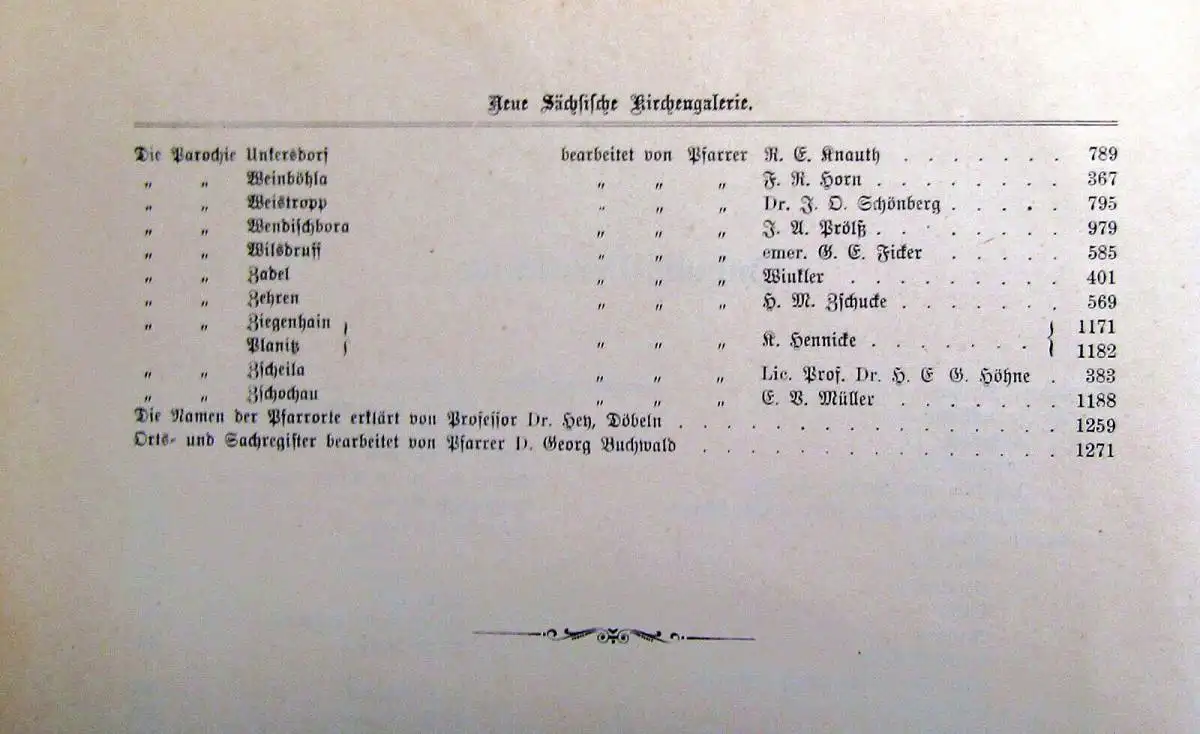 Neue Sächsische Kirchengalerie.
Die Parochie Unkersdorf bearbeitet von Pfarrer R. E. Knauth . . . . . . . 789
„ „ Weinböhla „ „ „ F. R. Horn . . . . . . . . 367
„ „ Weistropp „ „ „ Dr. J. O. Schönberg . . . . . 795
„ „ Wendischbora „ „ „ J. A. Prölß . . . . . . . . 979
„ „ Wilsdruff „ „ „ emer. G. E. Ficker . . . . . 585
„ „ Zadel „ „ „ Winkler . . . . . . . . . 401
„ „ Zehren „ „ „ H. M. Zschucke . . . . . . . 569
„ „ Ziegenhain } „ „ „ K. Hennicke . . . . . . . { 1171
Planitz } 1182
„ „ Zscheila „ „ „ Lic. Prof. Dr. H. E G. Höhne . 383
„ „ Zschochau „ „ „ E. V. Müller . . . . . . . 1188
Die Namen der Pfarrorte erklärt von Professor Dr. Hey, Döbeln . . . . . . . . . . . . . . . . 1259
Orts- und Sachregister bearbeitet von Pfarrer D. Georg Buchwald . . . . . . . . . . . . . . . 1271